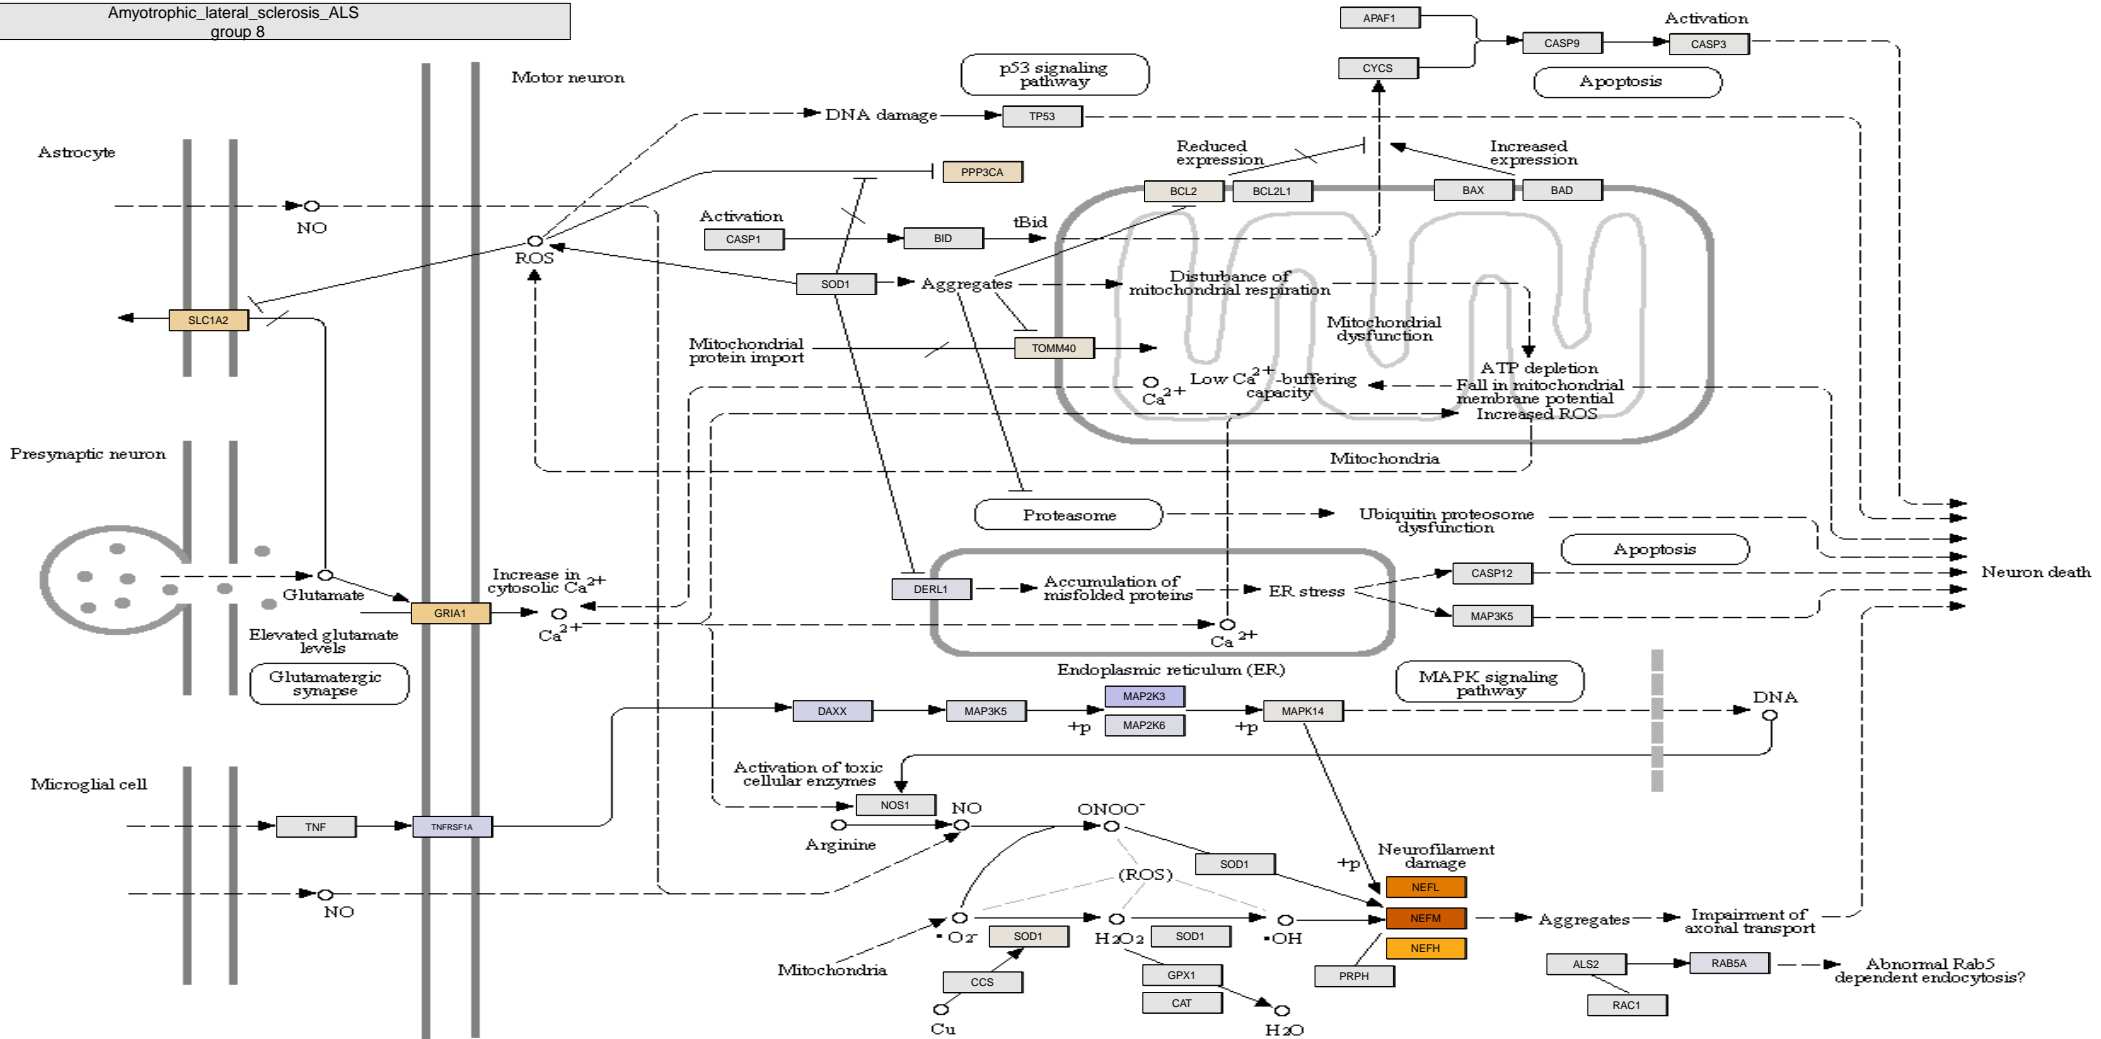 Amyotrophic_lateral_sclerosis_ALS
group 8
APAF1
Activation
CASP9
CASP3
CYCS
Apoptosis
Motor neuron
p53 signaling
pathway
DNA damage
TP53
Astrocyte
Reduced
expression
Increased
expression
PPP3CA
BCL2
BCL2L1
BAX
BAD
NO
Activation
CASP1
BID
tBid
ROS
SOD1
Aggregates
Disturbance of
mitochondrial respiration
SLC1A2
Mitochondrial
dysfunction
Mitochondrial
protein import
TOMM40
ATP depletion
Fall in mitochondrial
membrane potential
Increased ROS
Ca2+
Low Ca2+-buffering
capacity
Presynaptic neuron
Mitochondria
Proteasome
Ubiquitin proteosome
dysfunction
Apoptosis
Neuron death
Glutamate
Increase in
cytosolic Ca2+
GRIA1
Ca2+
DERL1
Accumulation of
misfolded proteins
ER stress
CASP12
MAP3K5
Ca2+
Elevated glutamate
levels
Glutamatergic
synapse
Endoplasmic reticulum (ER)
MAPK signaling
pathway
DNA
DAXX
MAP3K5
+p
MAP2K3
MAP2K6
+p
MAPK14
Microglial cell
Activation of toxic
cellular enzymes
NOS1
NO
ONOO-
TNF
TNFRSF1A
Arginine
SOD1
+p
Neurofilament
damage
(ROS)
NEFL
NEFM
NEFH
NO
•O2-
SOD1
H2O2
SOD1
•OH
Aggregates
Impairment of
axonal transport
Mitochondria
CCS
GPX1
CAT
PRPH
ALS2
RAB5A
Abnormal Rab5
dependent endocytosis?
RAC1
Cu
H2O